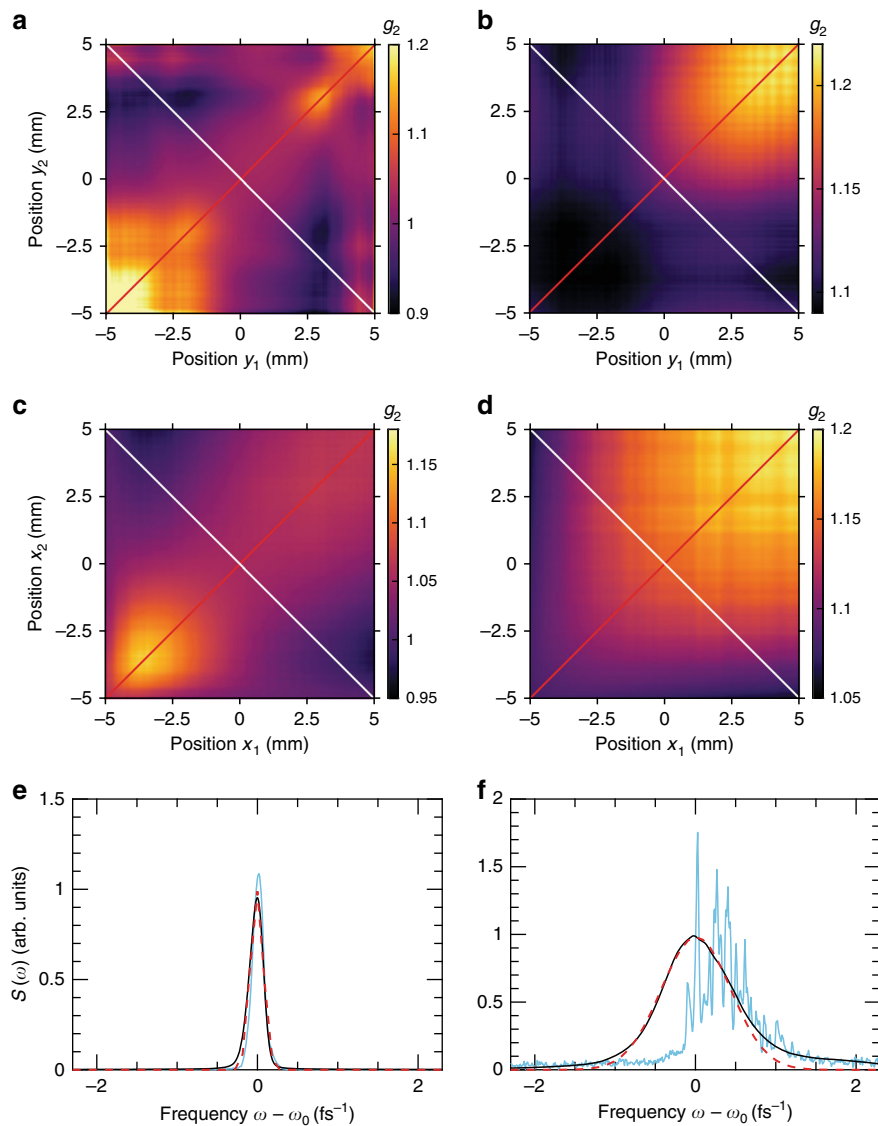 a
g2
5
2.5
0
−2.5
−5
Position y2 (mm)
−5 −2.5 0 2.5 5
Position y1 (mm)
1.2
1.1
1
0.9
b
g2
5
2.5
0
−2.5
−5
−5 −2.5 0 2.5 5
Position y1 (mm)
1.2
1.15
1.1
c
g2
5
2.5
0
−2.5
−5
Position x2 (mm)
−5 −2.5 0 2.5 5
Position x1 (mm)
1.15
1.1
1.05
1
0.95
d
g2
5
2.5
0
−2.5
−5
−5 −2.5 0 2.5 5
Position x1 (mm)
1.2
1.15
1.1
1.05
e
1.5
1
0.5
0
S (ω) (arb. units)
−2 0 2
Frequency ω − ω0 (fs−1)
f
2
1.5
1
0.5
0
−2 0 2
Frequency ω − ω0 (fs−1)